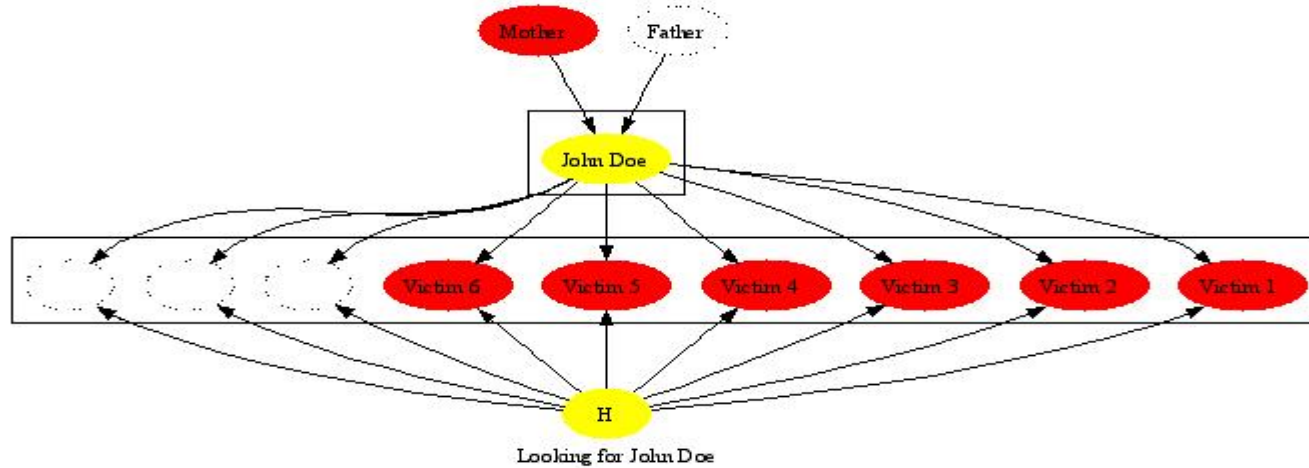 Mother
Father
John Doe
Victim 6
Victim 5
Victim 4
Victim 3
Victim 2
Victim 1
H
Looking for John Doe